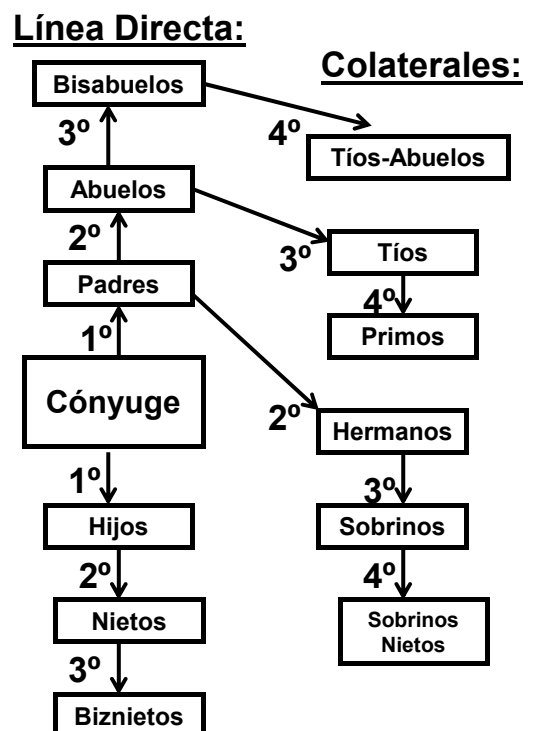 Línea Directa:
Colaterales:
Bisabuelos
3º
4º
Tíos-Abuelos
Abuelos
2º
3º
Tíos
Padres
4º
1º
Primos
Cónyuge
2º
Hermanos
1º
3º
Hijos
Sobrinos
2º
4º
Nietos
Sobrinos
Nietos
3º
Biznietos